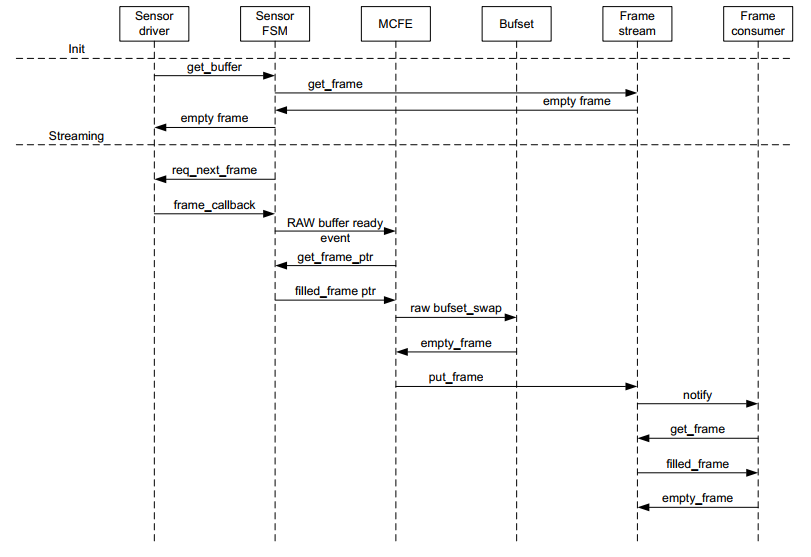 Sensor
driver
Sensor
FSM
MCFE
Bufset
Frame
stream
Frame
consumer
Init
get_buffer
get_frame
empty frame
empty frame
Streaming
req_next_frame
frame_callback
RAW buffer ready
event
get_frame_ptr
filled_frame ptr
raw bufset_swap
empty_frame
put_frame
notify
get_frame
filled_frame
empty_frame